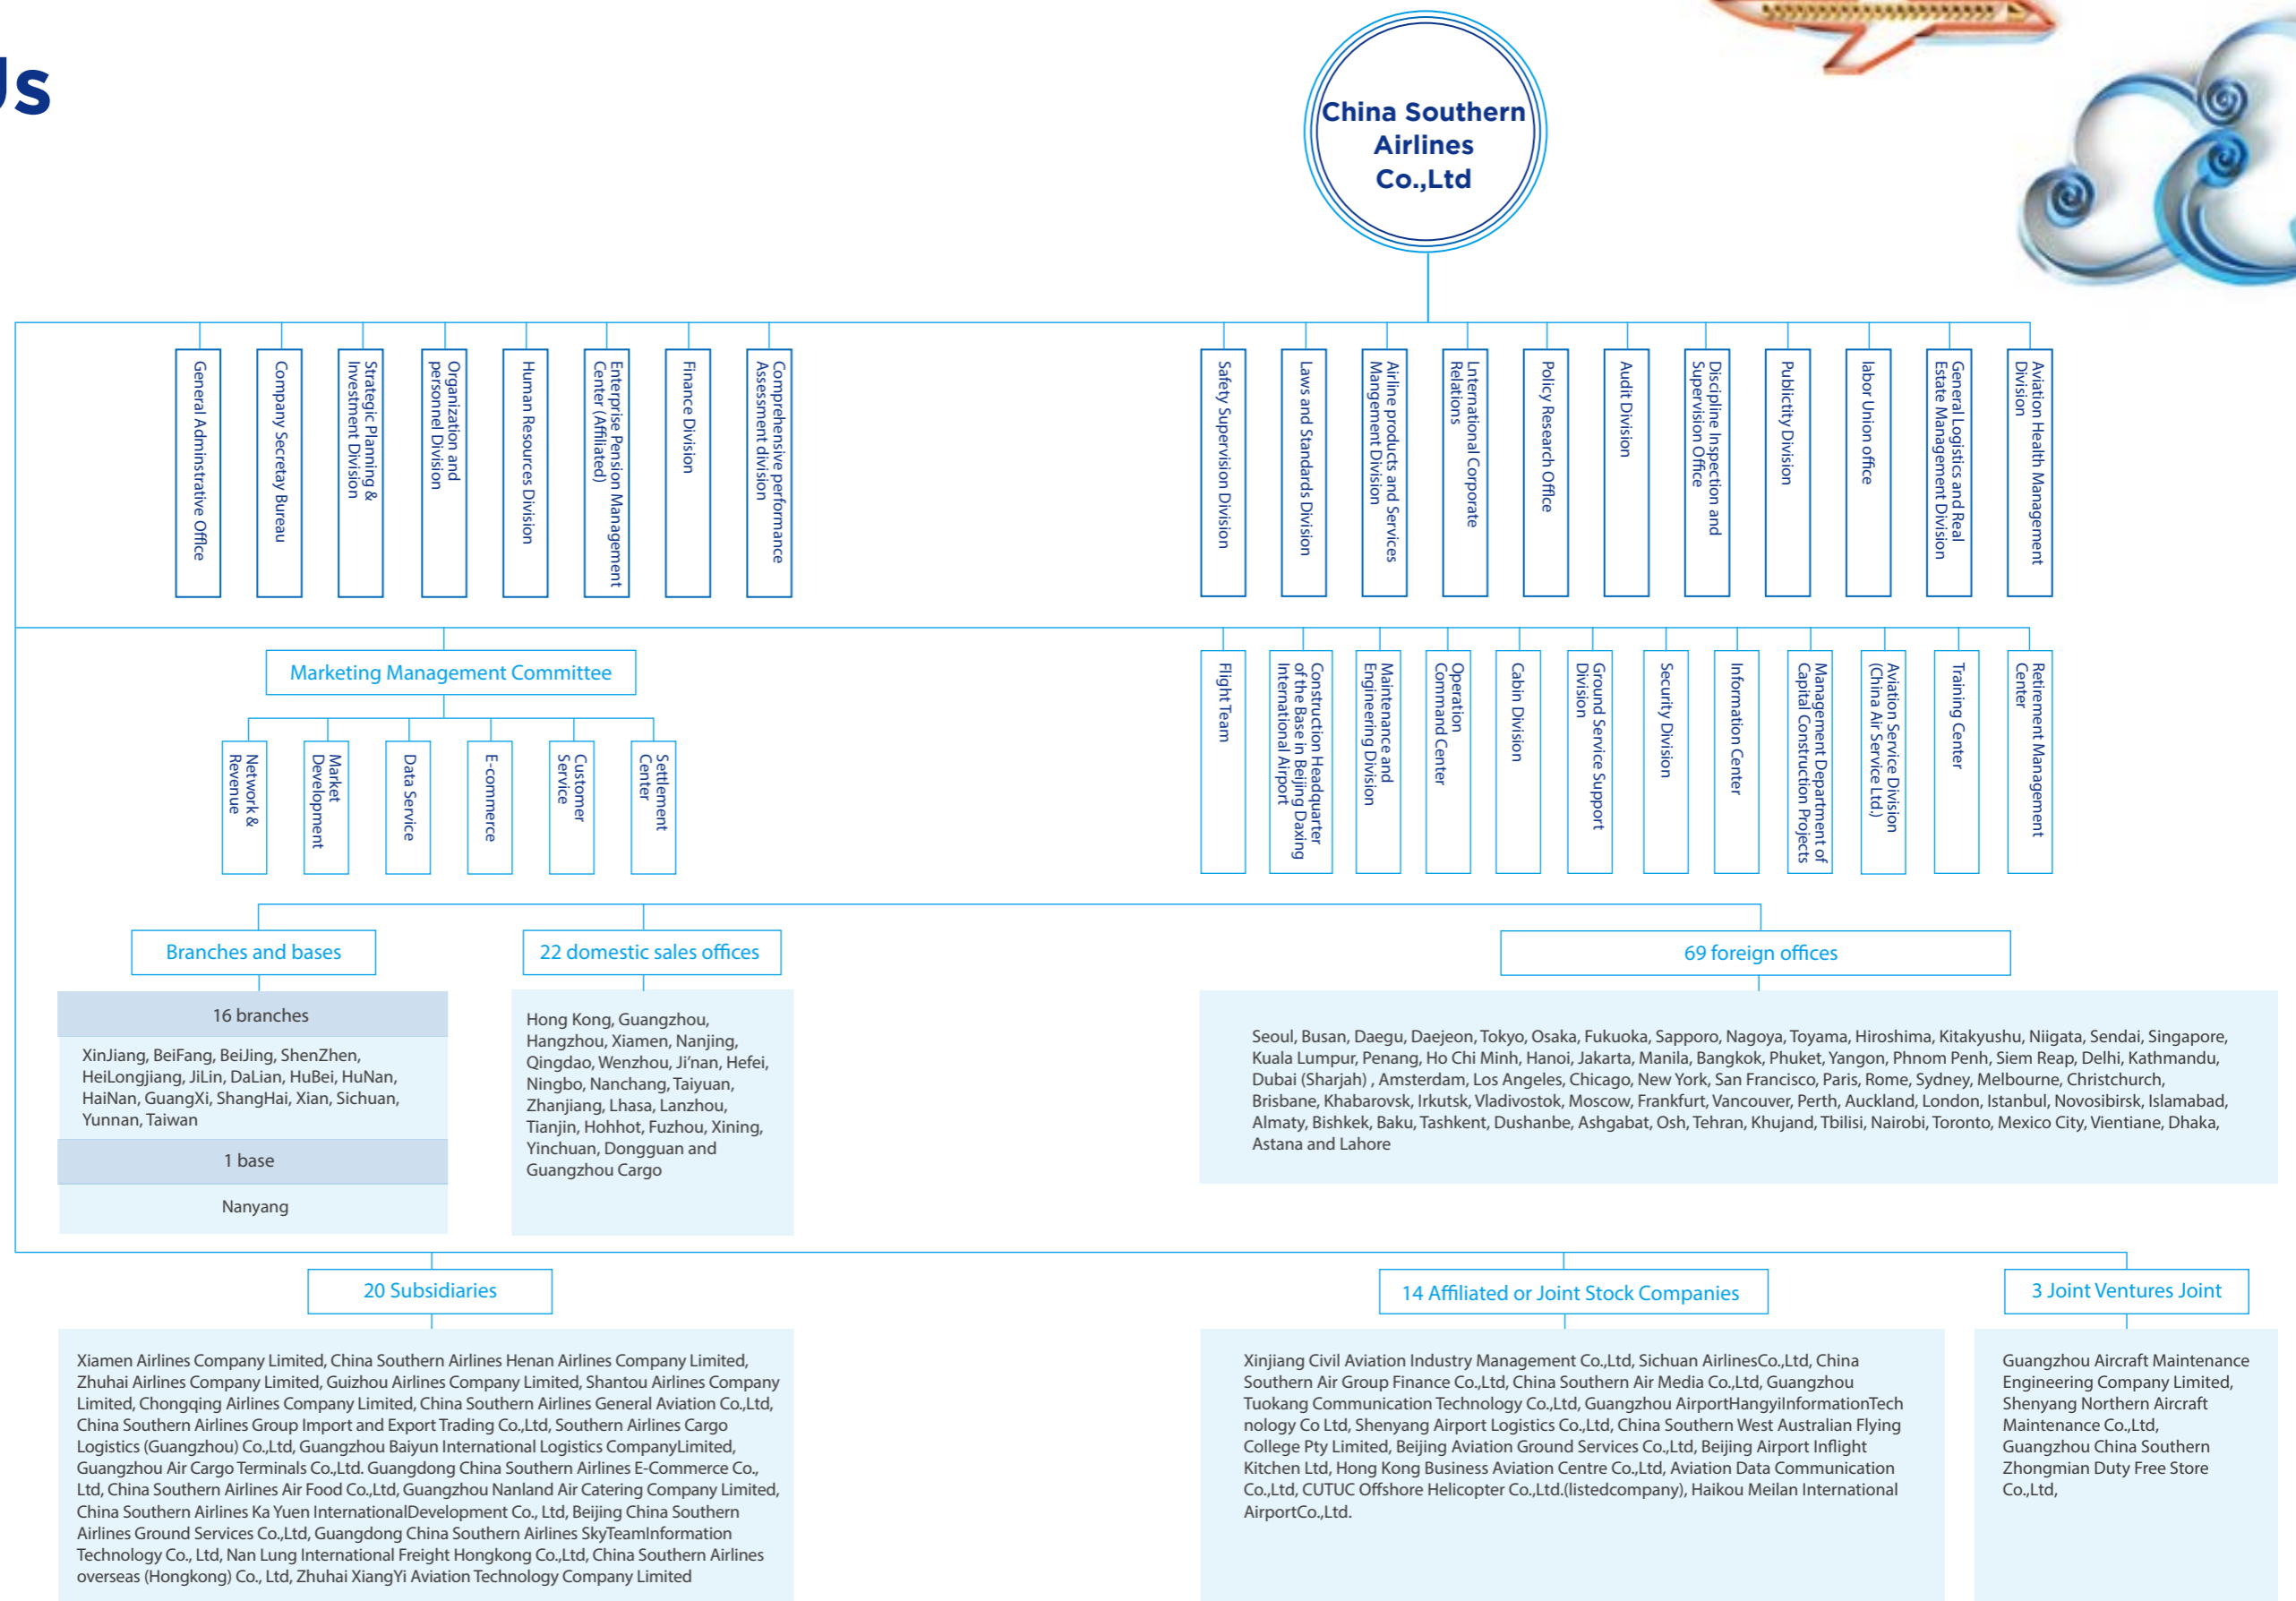 Us
China Southern
Airlines
Co.,Ltd
General Adminstrative Office
Company Secretay Bureau
Strategic Planning &
Investment Division
Organization and
personnel Division
Human Resources Division
Enterprise Pension Management
Center (Affiliated)
Finance Division
Comprehensive performance
Assessment division
Safety Supervision Division
Laws and Standards Division
Airline products and Services
Management Division
Lnternational Corporate
Relations
Policy Research Office
Audit Division
Discipline Inspection and
Supervision Office
Publictity Division
labor Union office
General Logistics and Real
Estate Management Division
Aviation Health Management
Division
Marketing Management Committee
Network &
Revenue
Market
Development
Data Service
E-commerce
Customer
Service
Settlement
Center
Flight Team
Construction Headquarter
of the Base in Beijing Daxing
International Airport
Maintenance and
Engineering Division
Operation
Command Center
Cabin Division
Ground Service Support
Division
Security Division
Information Center
Management Department of
Capital Construction Projects
Aviation Service Division
(China Air Service Ltd.)
Training Center
Retirement Management
Center
Branches and bases
16 branches
XinJiang, BeiFang, BeiJing, ShenZhen,
HeiLongjiang, JiLin, DaLian, HuBei, HuNan,
HaiNan, GuangXi, ShangHai, Xian, Sichuan,
Yunnan, Taiwan
1 base
Nanyang
22 domestic sales offices
Hong Kong, Guangzhou,
Hangzhou, Xiamen, Nanjing,
Qingdao, Wenzhou, Ji'nan, Hefei,
Ningbo, Nanchang, Taiyuan,
Zhanjiang, Lhasa, Lanzhou,
Tianjin, Hohhot, Fuzhou, Xining,
Yinchuan, Dongguan and
Guangzhou Cargo
69 foreign offices
Seoul, Busan, Daegu, Daejeon, Tokyo, Osaka, Fukuoka, Sapporo, Nagoya, Toyama, Hiroshima, Kitakyushu, Niigata, Sendai, Singapore,
Kuala Lumpur, Penang, Ho Chi Minh, Hanoi, Jakarta, Manila, Bangkok, Phuket, Yangon, Phnom Penh, Siem Reap, Delhi, Kathmandu,
Dubai (Sharjah) , Amsterdam, Los Angeles, Chicago, New York, San Francisco, Paris, Rome, Sydney, Melbourne, Christchurch,
Brisbane, Khabarovsk, Irkutsk, Vladivostok, Moscow, Frankfurt, Vancouver, Perth, Auckland, London, Istanbul, Novosibirsk, Islamabad,
Almaty, Bishkek, Baku, Tashkent, Dushanbe, Ashgabat, Osh, Tehran, Khujand, Tbilisi, Nairobi, Toronto, Mexico City, Vientiane, Dhaka,
Astana and Lahore
20 Subsidiaries
Xiamen Airlines Company Limited, China Southern Airlines Henan Airlines Company Limited,
Zhuhai Airlines Company Limited, Guizhou Airlines Company Limited, Shantou Airlines Company
Limited, Chongqing Airlines Company Limited, China Southern Airlines General Aviation Co.,Ltd,
China Southern Airlines Group Import and Export Trading Co.,Ltd, Southern Airlines Cargo
Logistics (Guangzhou) Co.,Ltd, Guangzhou Baiyun International Logistics CompanyLimited,
Guangzhou Air Cargo Terminals Co.,Ltd. Guangdong China Southern Airlines E-Commerce Co.,
Ltd, China Southern Airlines Air Food Co.,Ltd, Guangzhou Nanland Air Catering Company Limited,
China Southern Airlines Ka Yuen InternationalDevelopment Co., Ltd, Beijing China Southern
Airlines Ground Services Co.,Ltd, Guangdong China Southern Airlines SkyTeamInformation
Technology Co., Ltd, Nan Lung International Freight Hongkong Co.,Ltd, China Southern Airlines
overseas (Hongkong) Co., Ltd, Zhuhai XiangYi Aviation Technology Company Limited
14 Affiliated or Joint Stock Companies
Xinjiang Civil Aviation Industry Management Co.,Ltd, Sichuan AirlinesCo.,Ltd, China
Southern Air Group Finance Co.,Ltd, China Southern Air Media Co.,Ltd, Guangzhou
Tuokang Communication Technology Co.,Ltd, Guangzhou AirportHangyiInformationTech
nology Co Ltd, Shenyang Airport Logistics Co.,Ltd, China Southern West Australian Flying
College Pty Limited, Beijing Aviation Ground Services Co.,Ltd, Beijing Airport Inflight
Kitchen Ltd, Hong Kong Business Aviation Centre Co.,Ltd, Aviation Data Communication
Co.,Ltd, CUTUC Offshore Helicopter Co.,Ltd.(listedcompany), Haikou Meilan International
AirportCo.,Ltd.
3 Joint Ventures Joint
Guangzhou Aircraft Maintenance
Engineering Company Limited,
Shenyang Northern Aircraft
Maintenance Co.,Ltd,
Guangzhou China Southern
Zhongmian Duty Free Store
Co.,Ltd,